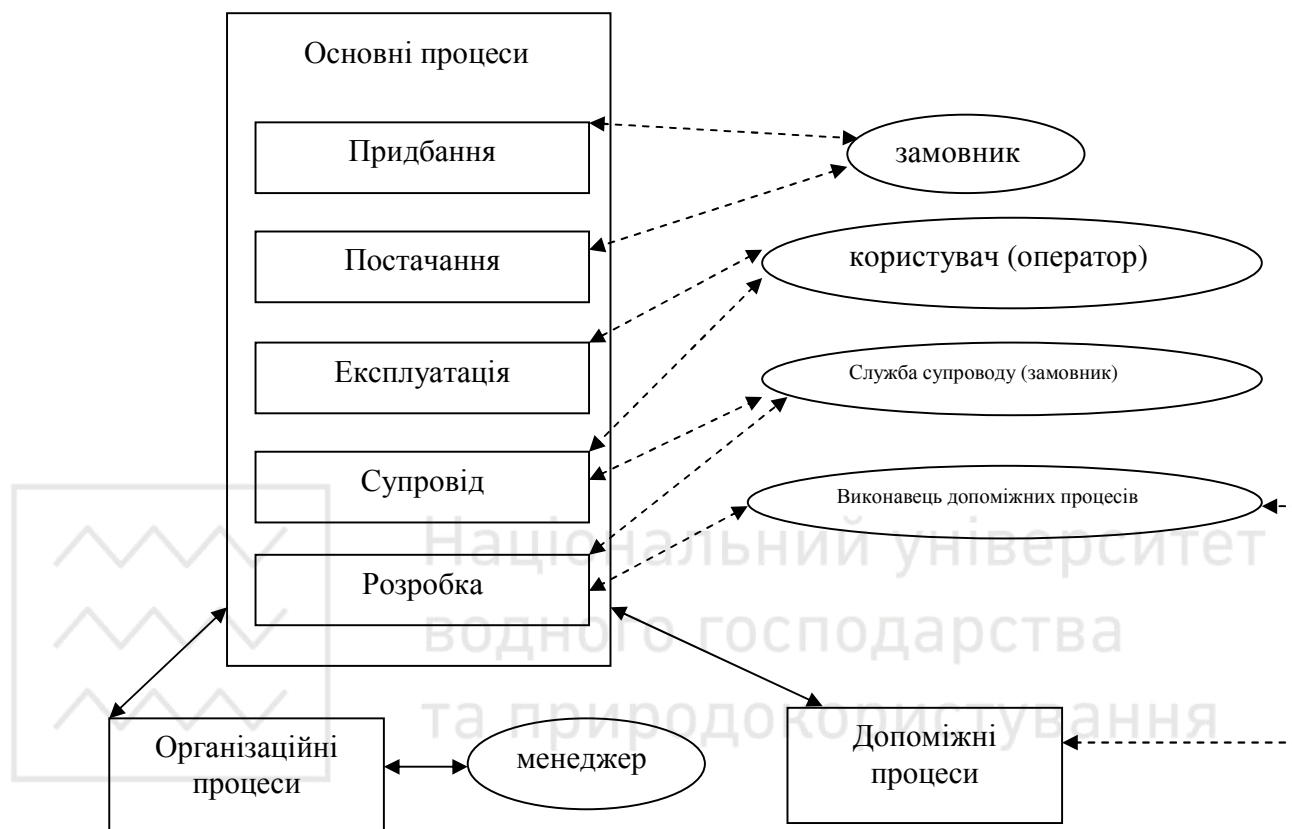 Основні процеси
Придбання
замовник
Постачання
користувач (оператор)
Експлуатація
Служба супроводу (замовник)
Супровід
Виконавець допоміжних процесів
Національний університет
Розробка
водного господарства
та природокористування
Організаційні
процеси
менеджер
Допоміжні
процеси